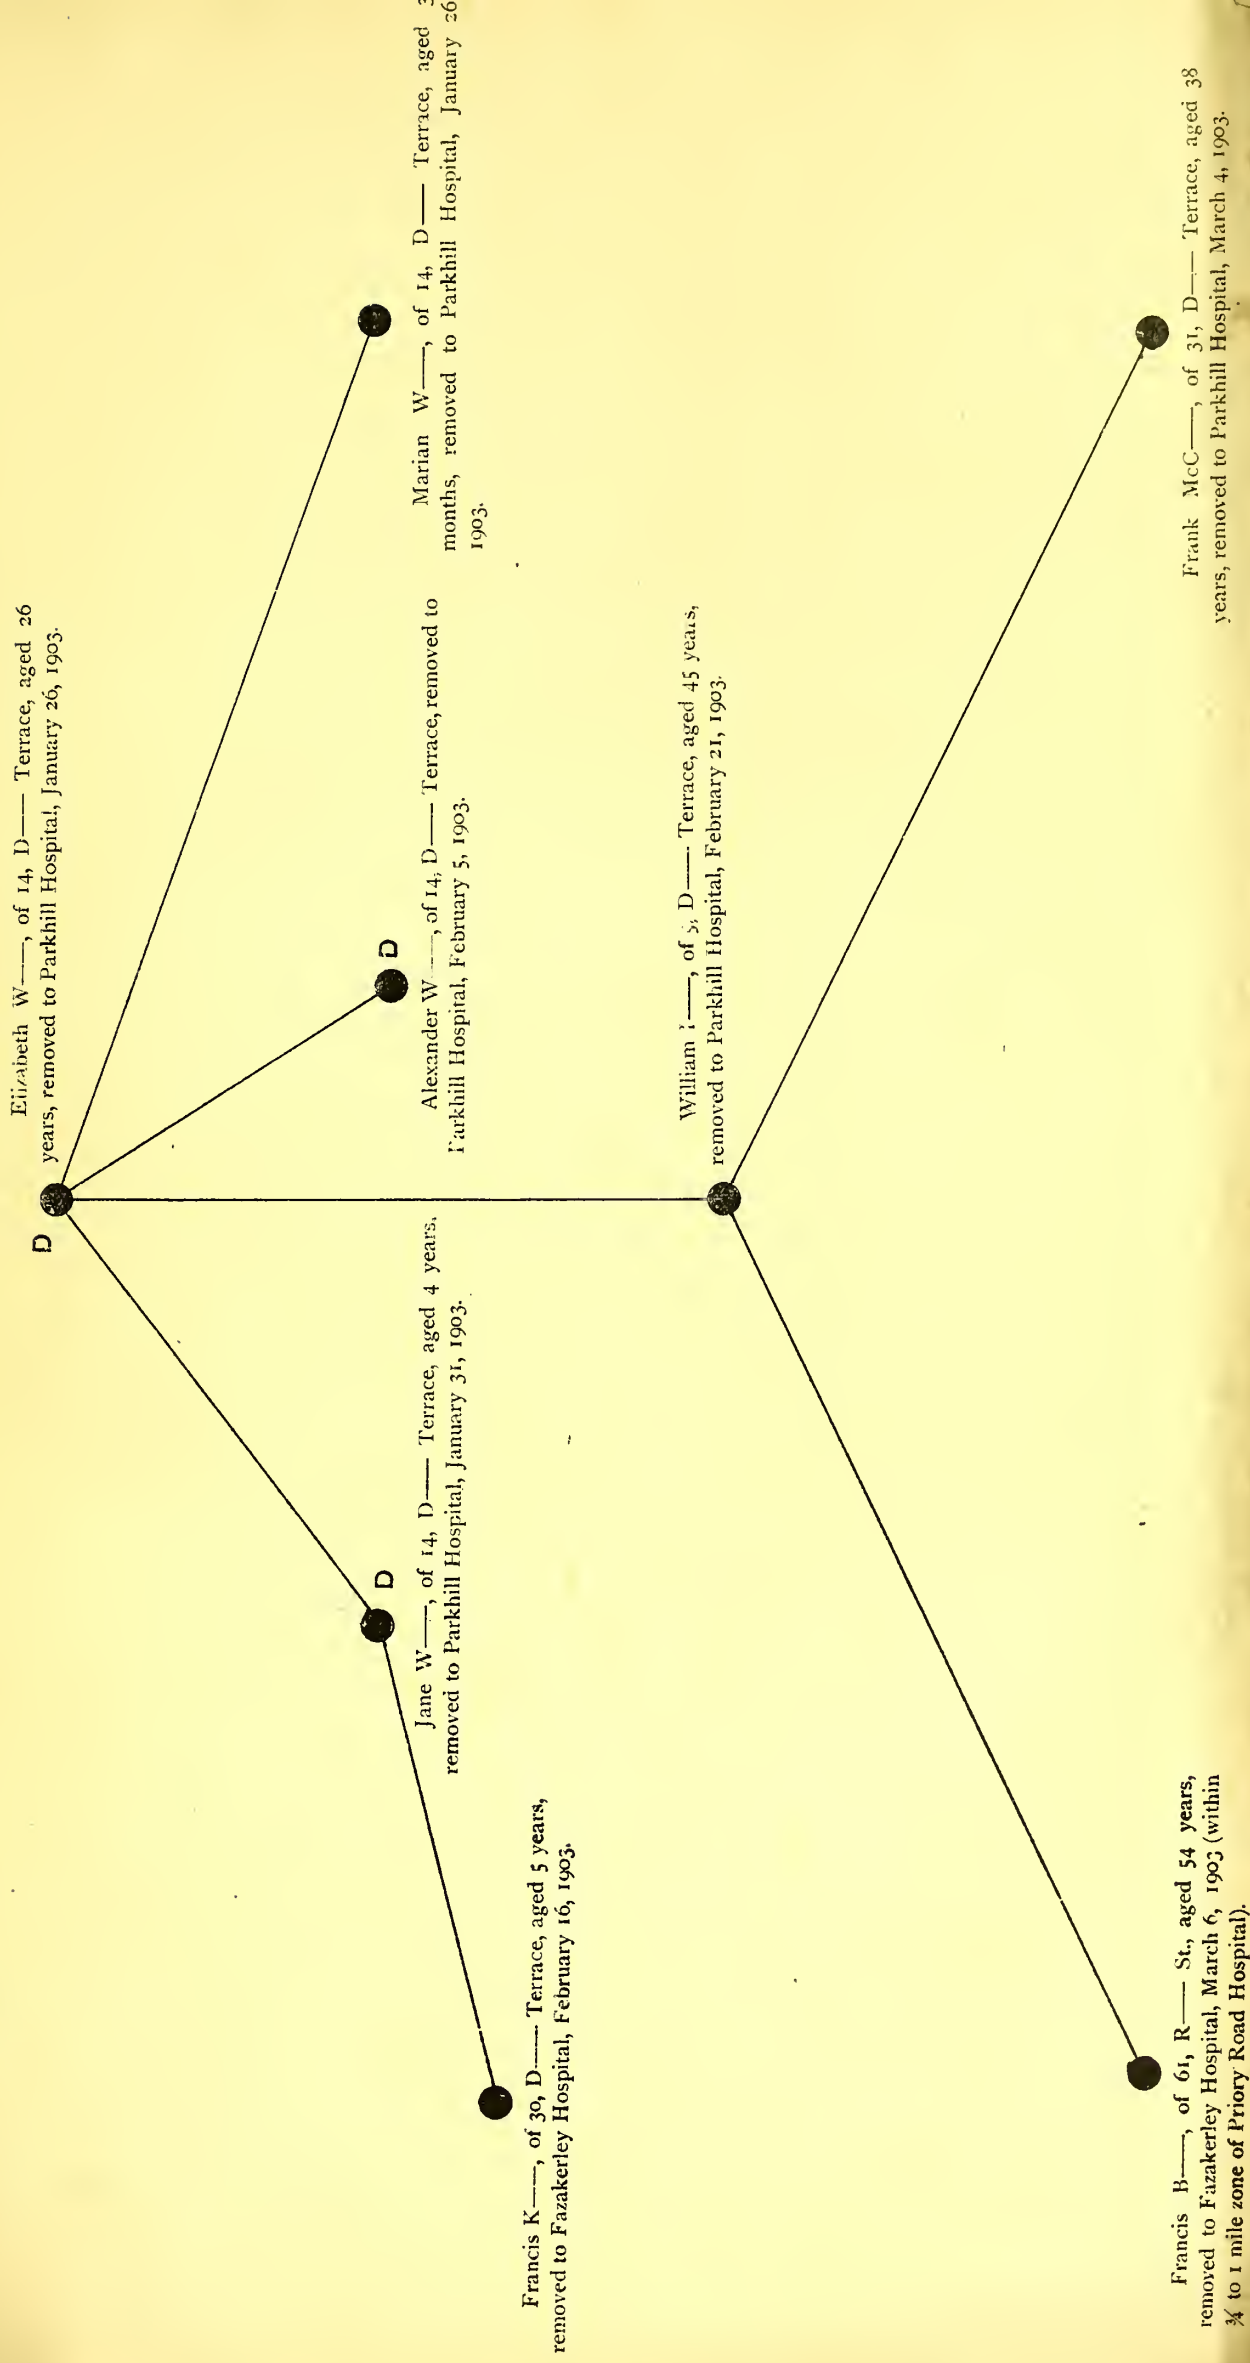 D
Elizabeth W——, of 14, D—— Terrace, aged 26
years, removed to Parkhill Hospital, January 26, 1903.
Marian W——, of 14, D—— Terrace, aged
months, removed to Parkhill Hospital, January 26
1903.
D
Alexander W——, of 14, D—— Terrace, removed to
Parkhill Hospital, February 5, 1903.
D
Jane W——, of 14, D—— Terrace, aged 4 years,
removed to Parkhill Hospital, January 31, 1903.
Francis K——, of 30, D—— Terrace, aged 5 years,
removed to Fazakerley Hospital, February 16, 1903.
William ——, of D—— Terrace, aged 45 years,
removed to Parkhill Hospital, February 21, 1903.
Frank McC——, of 31, D—— Terrace, aged 38
years, removed to Parkhill Hospital, March 4, 1903.
Francis B——, of 61, R—— St., aged 54 years,
removed to Fazakerley Hospital, March 6, 1903 (within
¾ to 1 mile zone of Priory Road Hospital).